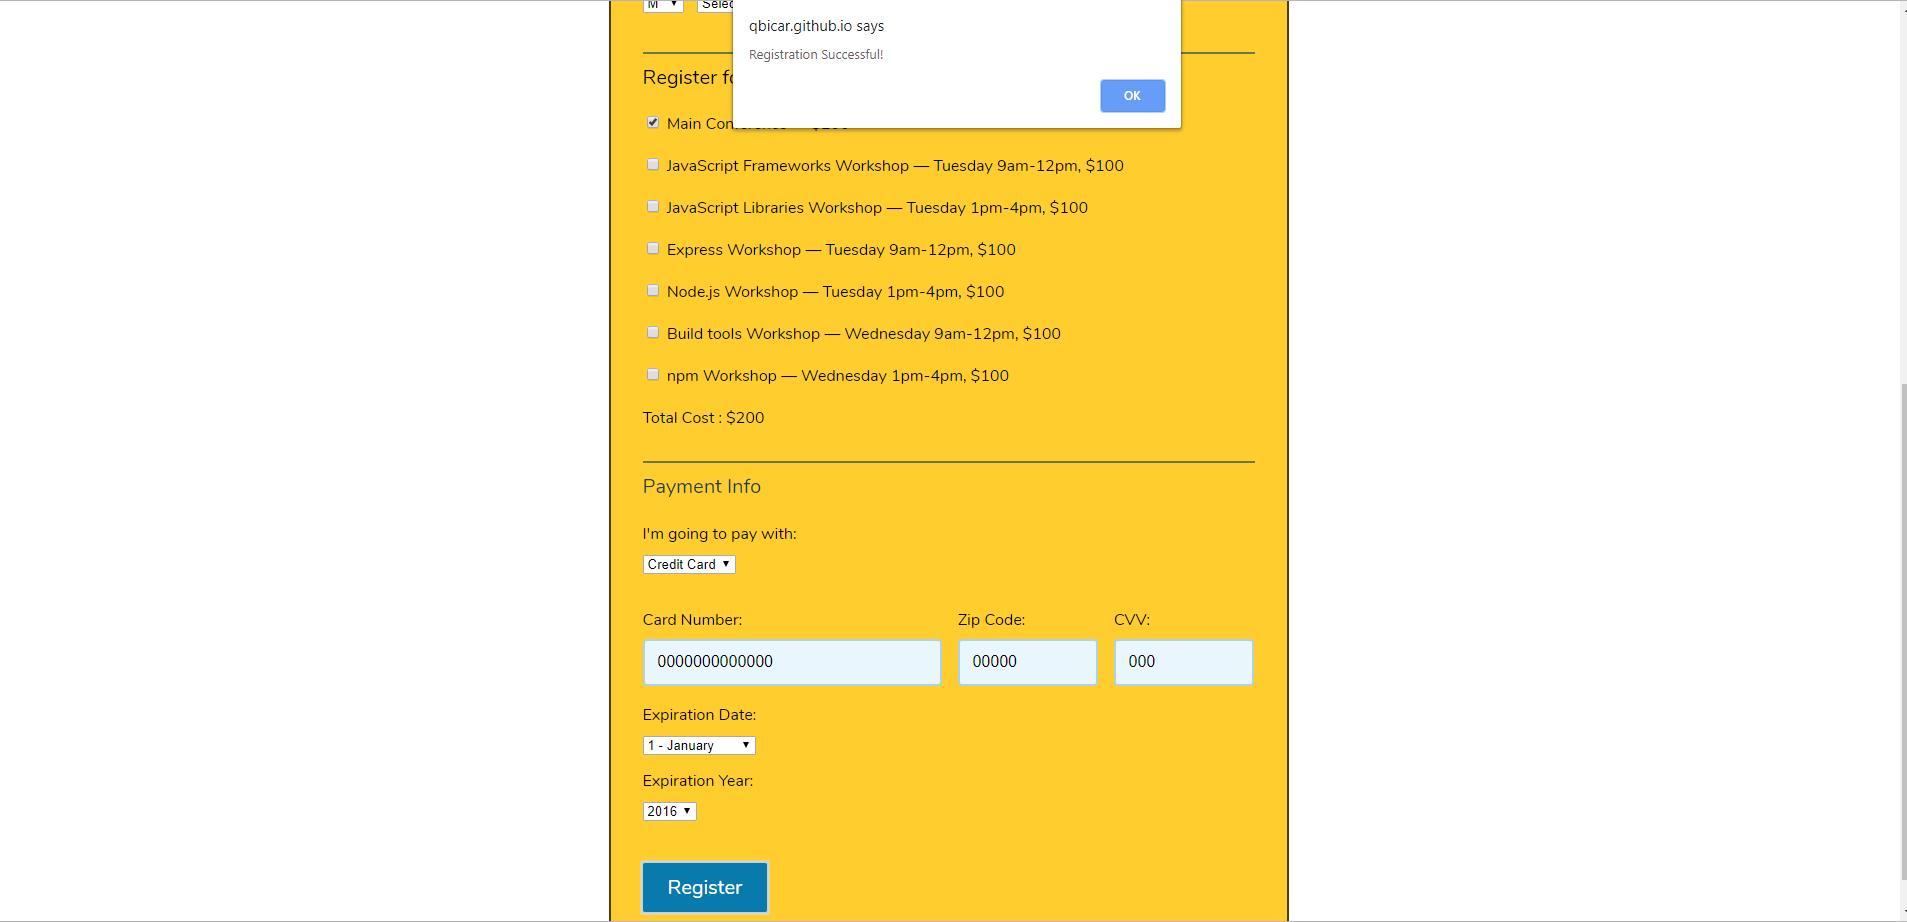 M
Selec
qbicar.github.io says
Registration Successful!
OK
Register fo
Main Conference — $200
JavaScript Frameworks Workshop — Tuesday 9am-12pm, $100
JavaScript Libraries Workshop — Tuesday 1pm-4pm, $100
Express Workshop — Tuesday 9am-12pm, $100
Node.js Workshop — Tuesday 1pm-4pm, $100
Build tools Workshop — Wednesday 9am-12pm, $100
npm Workshop — Wednesday 1pm-4pm, $100
Total Cost : $200
Payment Info
I'm going to pay with:
Credit Card
Card Number: Zip Code: CVV:
0000000000000 00000 000
Expiration Date:
1 - January
Expiration Year:
2016
Register